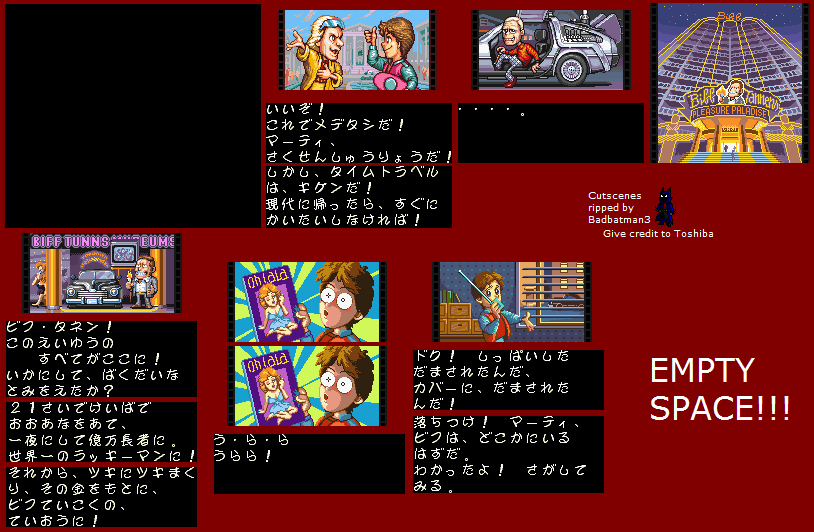 いいぞ！
これでメデタシだ！
マーティ、
さくせんしゅうりょうだ！
しかし、タイムトラベル
は、キケンだ！
現代に帰ったら、すぐに
かいたいしなければ！
・・・・。
Biff
Biff Tannen's
PLEASURE PALADISE
Cutscenes
ripped by
Badbatman3
Give credit to Toshiba
BIFF TUNNS MUSEUMS
ビフ・タネン！
このえいゆうの
すべてがここに！
いかにして、ばくだいな
とみをえたか？
２１さいでけいばで
おおあなをあて、
一夜にして億万長者に。
世界一のラッキーマンに！
それから、ツキにツキまく
り、その金をもとに、
ビフていこくの、
ていおうに！
Oh! lala
Oh! lala
う・ら・ら
うらら！
ドク！　しっぱいした
だまされたんだ、
カバーに、だまされた
んだ！
落ちつけ！　マーティ、
ビフは、どこかにいる
はずだ。
わかったよ！　さがして
みる。
EMPTY
SPACE!!!